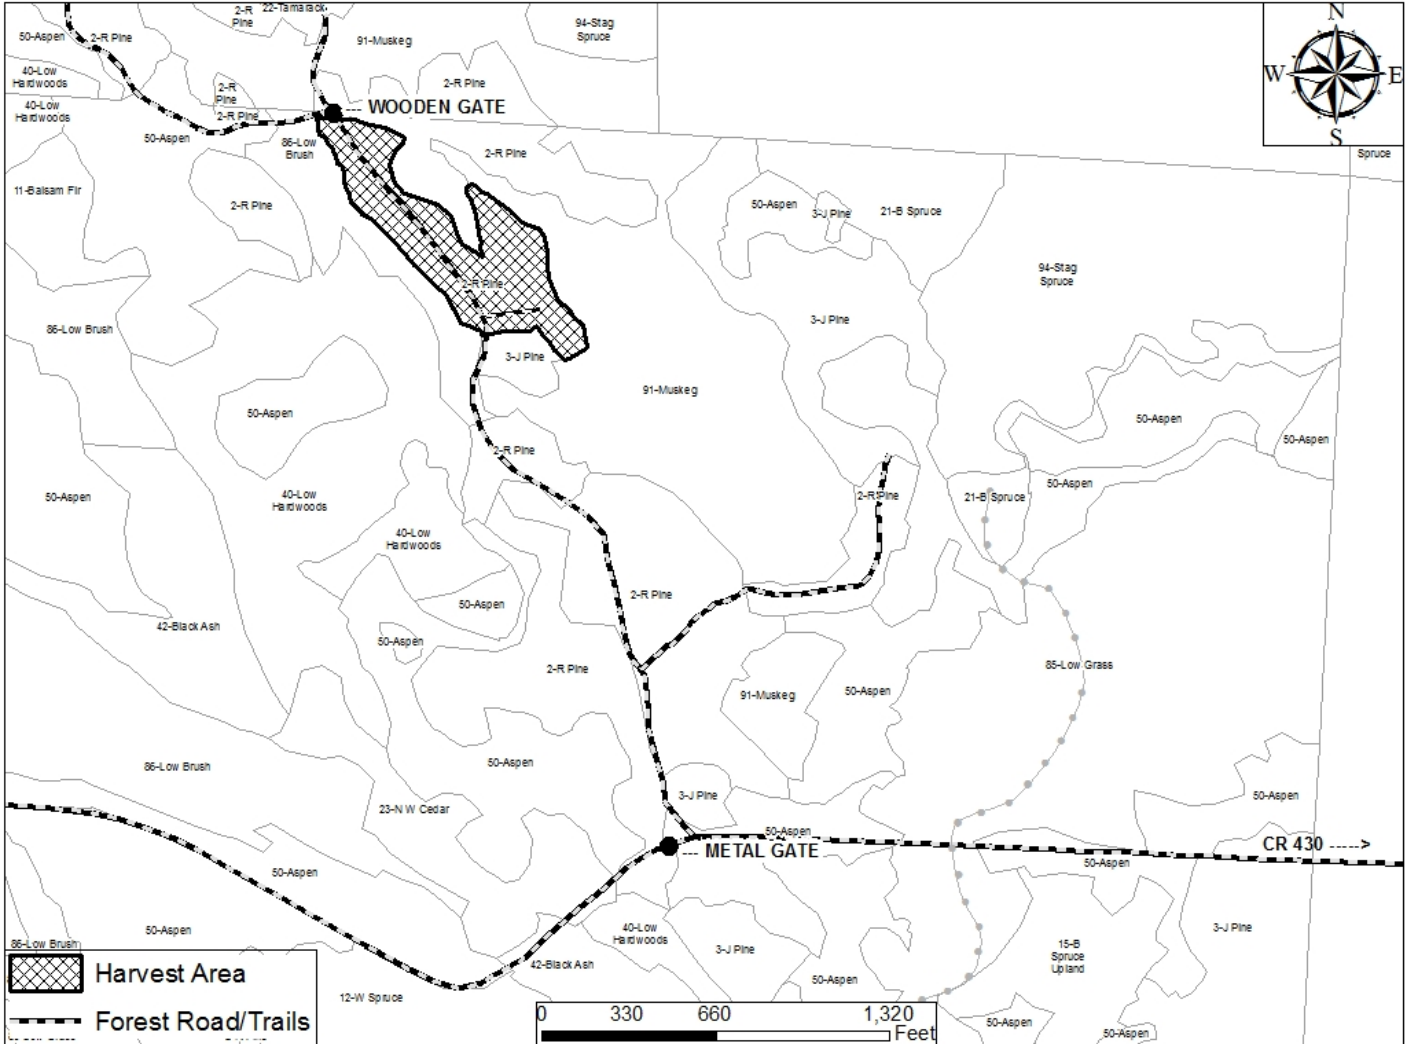 2-R
Pine
22-Tamarack
50-Aspen
2-R Pine
91-Muskeg
94-Stag
Spruce
N
W
E
S
Spruce
40-Low
Hardwoods
2-R Pine
2-R
Pine
40-Low
Hardwoods
2-R Pine
--- WOODEN GATE
50-Aspen
86-Low
Brush
2-R Pine
11-Balsam Fir
2-R Pine
50-Aspen
3-J Pine
21-B Spruce
94-Stag
Spruce
2-R Pine
86-Low Brush
3-J Pine
3-J Pine
91-Muskeg
50-Aspen
50-Aspen
50-Aspen
2-R Pine
50-Aspen
40-Low
Hardwoods
2-R Pine
21-B Spruce
50-Aspen
40-Low
Hardwoods
50-Aspen
2-R Pine
42-Black Ash
50-Aspen
2-R Pine
91-Muskeg
50-Aspen
85-Low Grass
86-Low Brush
50-Aspen
23-N W Cedar
3-J Pine
50-Aspen
50-Aspen
--- METAL GATE
CR 430 ----->
50-Aspen
50-Aspen
50-Aspen
86-Low Brush
40-Low
Hardwoods
3-J Pine
3-J Pine
15-B
Spruce
Upland
42-Black Ash
50-Aspen
12-W Spruce
50-Aspen
50-Aspen
Harvest Area
Forest Road/Trails
0 330 660 1,320
Feet